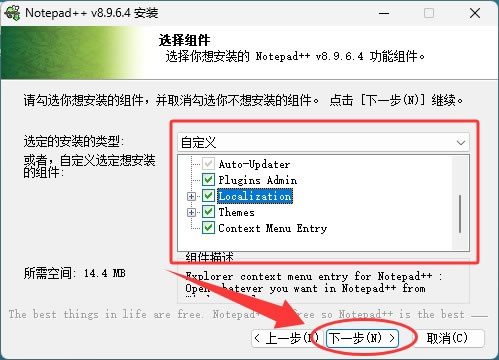 Notepad++ v8.9.6.4 安装
选择组件
选择你想安装的 Notepad++ v8.9.6.4 功能组件。
请勾选你想安装的组件，并取消勾选你不想安装的组件。 点击 [下一步(N)] 继续。
选定的安装的类型:
自定义
或者，自定义选定想安装的组件:
Auto-Updater
Plugins Admin
Localization
Themes
Context Menu Entry
组件描述
所需空间: 14.4 MB
Explorer context menu entry for Notepad++ :
Open whatever you want in Notepad++ from
The best things in life are free. Notepad++ free so Notepad++ is the best
< 上一步(P)
下一步(N) >
取消(C)